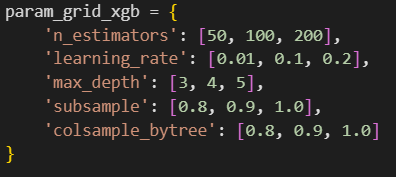 param_grid_xgb = {
    'n_estimators': [50, 100, 200],
    'learning_rate': [0.01, 0.1, 0.2],
    'max_depth': [3, 4, 5],
    'subsample': [0.8, 0.9, 1.0],
    'colsample_bytree': [0.8, 0.9, 1.0]
}